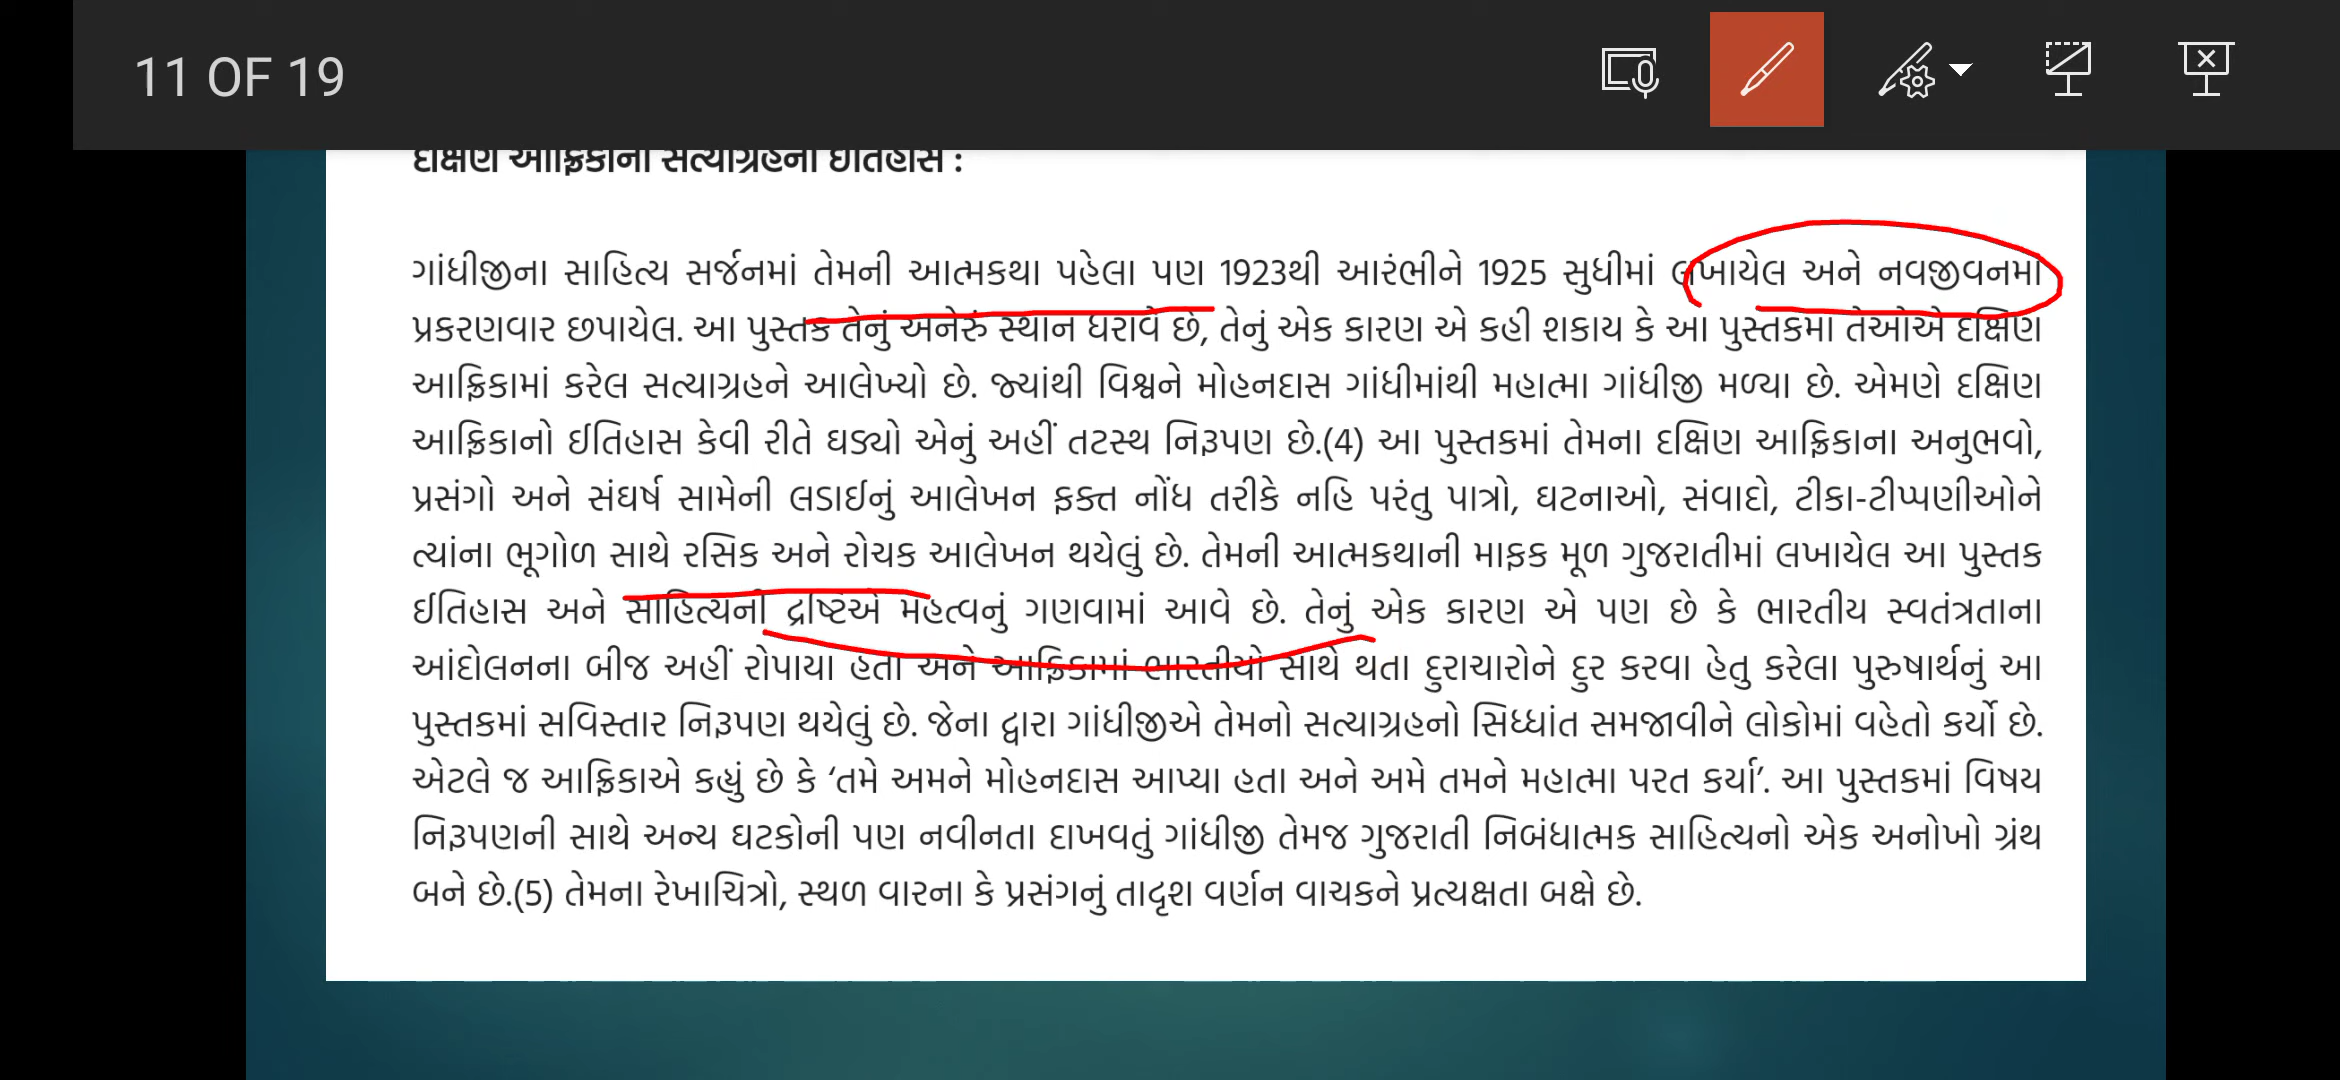 11 OF 19
દક્ષિણ આફ્રિકાના સત્યાગ્રહનો ઇતિહાસ :
ગાંધીજીના સાહિત્ય સર્જનમાં તેમની આત્મકથા પહેલા પણ 1923થી આરંભીને 1925 સુધીમાં લખાયેલ અને નવજીવનમાં
પ્રકરણવાર છપાયેલ. આ પુસ્તક તેનું અનેરું સ્થાન ધરાવે છે, તેનું એક કારણ એ કહી શકાય કે આ પુસ્તકમાં તેઓએ દક્ષિણ
આફ્રિકામાં કરેલ સત્યાગ્રહને આલેખ્યો છે. જ્યાંથી વિશ્વને મોહનદાસ ગાંધીમાંથી મહાત્મા ગાંધીજી મળ્યા છે. એમણે દક્ષિણ
આફ્રિકાનો ઈતિહાસ કેવી રીતે ઘડ્યો એનું અહીં તટસ્થ નિરૂપણ છે.(4) આ પુસ્તકમાં તેમના દક્ષિણ આફ્રિકાના અનુભવો,
પ્રસંગો અને સંઘર્ષ સામેની લડાઈનું આલેખન ફક્ત નોંધ તરીકે નહિ પરંતુ પાત્રો, ઘટનાઓ, સંવાદો, ટીકા-ટીપ્પણીઓને
ત્યાંના ભૂગોળ સાથે રસિક અને રોચક આલેખન થયેલું છે. તેમની આત્મકથાની માફક મૂળ ગુજરાતીમાં લખાયેલ આ પુસ્તક
ઈતિહાસ અને સાહિત્યની દ્રષ્ટિએ મહત્વનું ગણવામાં આવે છે. તેનું એક કારણ એ પણ છે કે ભારતીય સ્વતંત્રતાના
આંદોલનના બીજ અહીં રોપાયા હતા અને આફ્રિકામાં ભારતીયો સાથે થતા દુરાચારોને દુર કરવા હેતુ કરેલા પુરુષાર્થનું આ
પુસ્તકમાં સવિસ્તાર નિરૂપણ થયેલું છે. જેના દ્વારા ગાંધીજીએ તેમનો સત્યાગ્રહનો સિધ્ધાંત સમજાવીને લોકોમાં વહેતો કર્યો છે.
એટલે જ આફ્રિકાએ કહ્યું છે કે ‘તમે અમને મોહનદાસ આપ્યા હતા અને અમે તમને મહાત્મા પરત કર્યા’. આ પુસ્તકમાં વિષય
નિરૂપણની સાથે અન્ય ઘટકોની પણ નવીનતા દાખવતું ગાંધીજી તેમજ ગુજરાતી નિબંધાત્મક સાહિત્યનો એક અનોખો ગ્રંથ
બને છે.(5) તેમના રેખાચિત્રો, સ્થળ વારના કે પ્રસંગનું તાદૃશ વર્ણન વાચકને પ્રત્યક્ષતા બક્ષે છે.